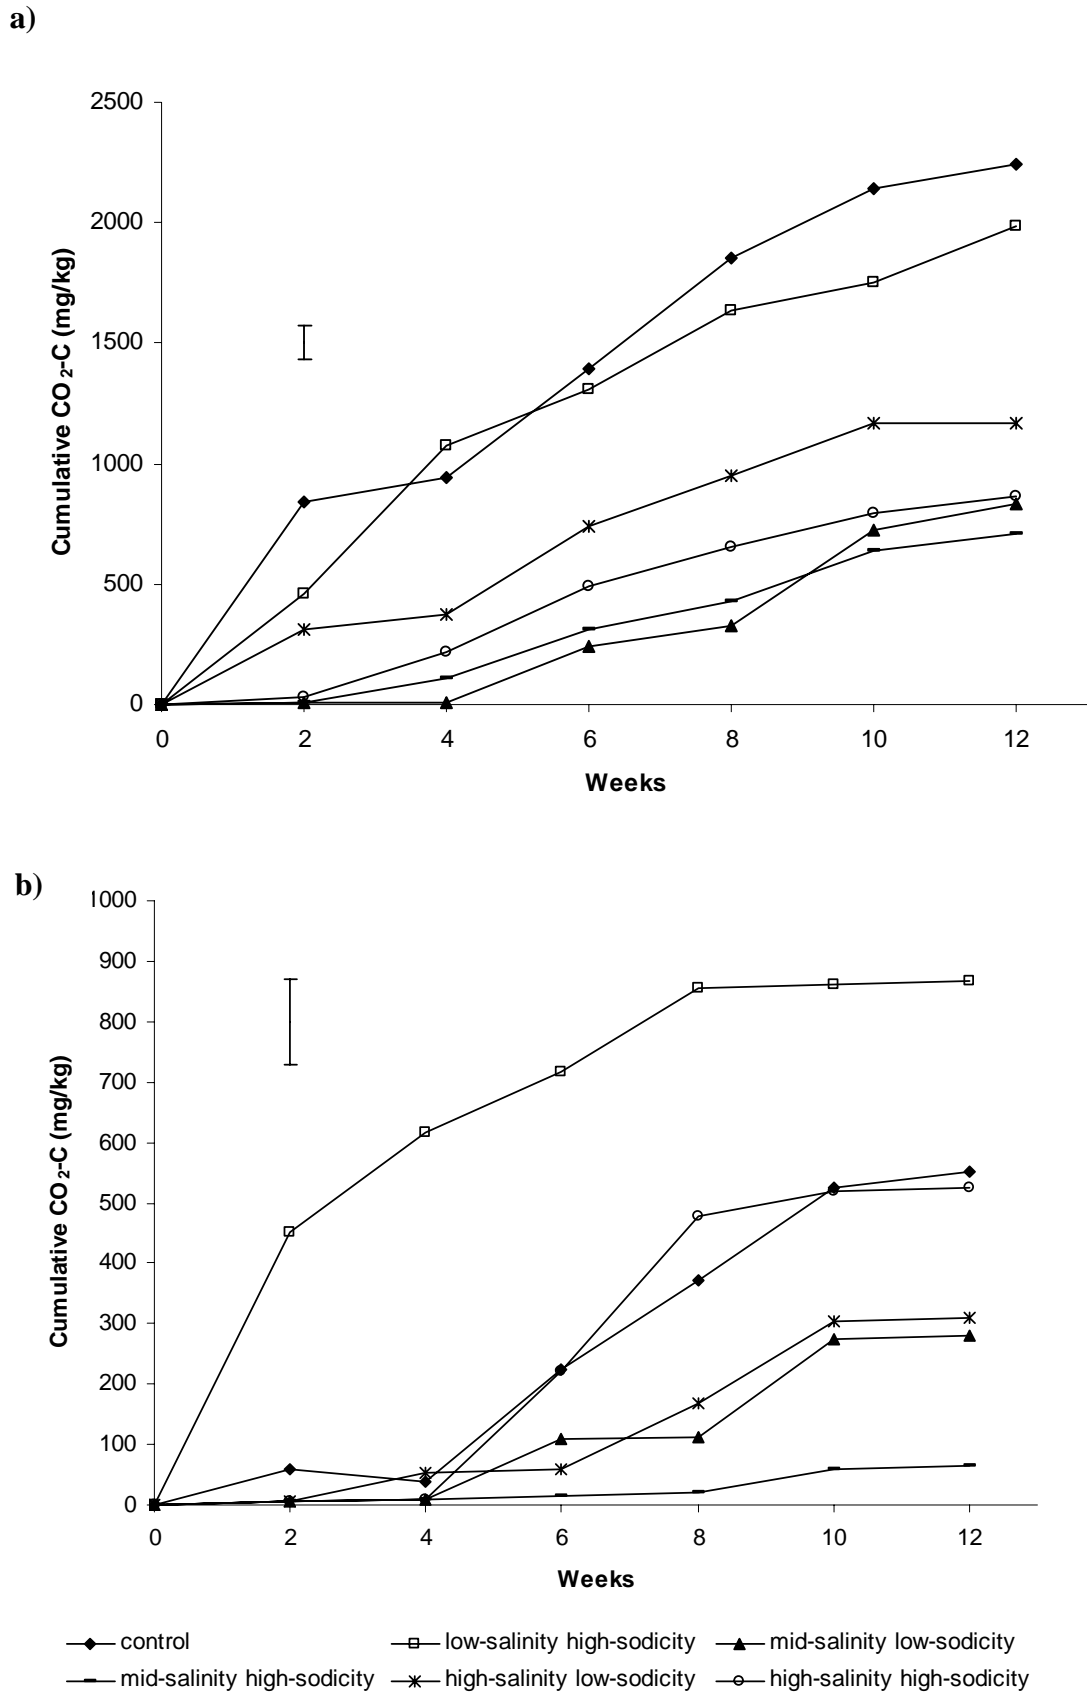 a)
2500
2000
1500
1000
500
0
Cumulative CO₂-C (mg/kg)
0 2 4 6 8 10 12
Weeks
b)
1000
900
800
700
600
500
400
300
200
100
0
Cumulative CO₂-C (mg/kg)
0 2 4 6 8 10 12
Weeks
control low-salinity high-sodicity mid-salinity low-sodicity
mid-salinity high-sodicity high-salinity low-sodicity high-salinity high-sodicity